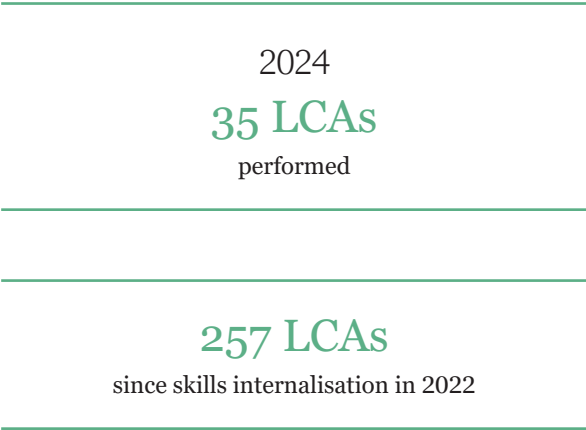 2024
35 LCAs
performed
257 LCAs
since skills internalisation in 2022